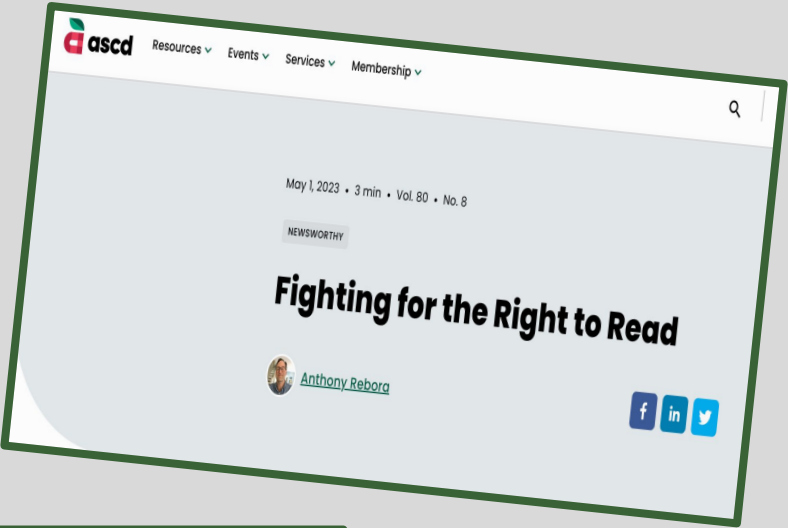 ascd Resources Events Services Membership
May 1, 2023 • 3 min • Vol. 80 • No. 8
NEWSWORTHY
Fighting for the Right to Read
Anthony Rebora
f in